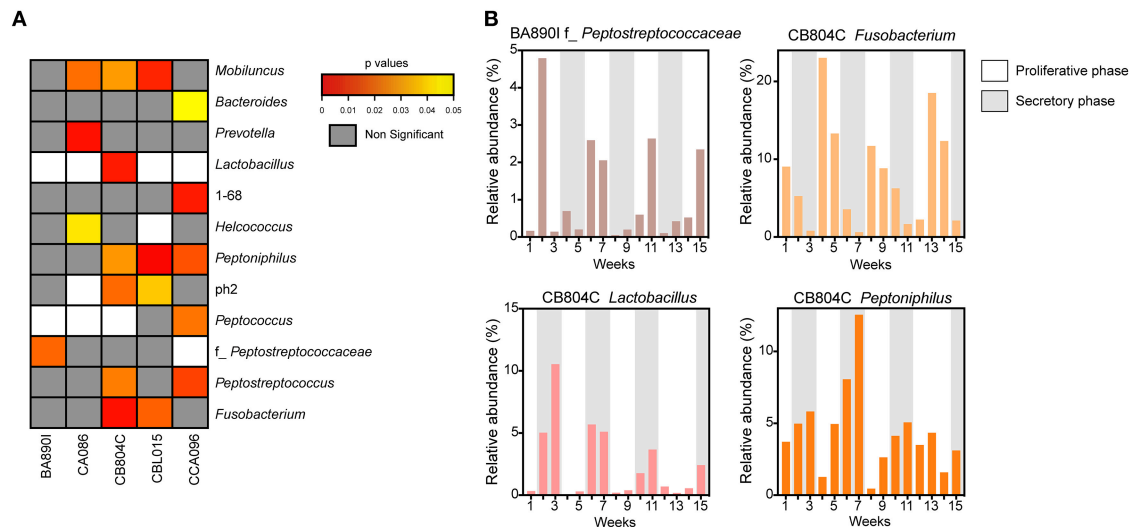 A
Mobiluncus
Bacteroides
Prevotella
Lactobacillus
1-68
Helcococcus
Peptoniphilus
ph2
Peptococcus
f_ Peptostreptococcaceae
Peptostreptococcus
Fusobacterium
BA890I
CA086
CB804C
CBL015
CCA096
p values
0 0.01 0.02 0.03 0.04 0.05
Non Significant
B
BA890I f_ Peptostreptococcaceae
Relative abundance (%)
5
4
3
2
1
0
1 3 5 7 9 11 13 15
Weeks
CB804C Fusobacterium
Relative abundance (%)
20
10
0
1 3 5 7 9 11 13 15
Weeks
Proliferative phase
Secretory phase
CB804C Lactobacillus
Relative abundance (%)
15
10
5
0
1 3 5 7 9 11 13 15
Weeks
CB804C Peptoniphilus
Relative abundance (%)
10
5
0
1 3 5 7 9 11 13 15
Weeks